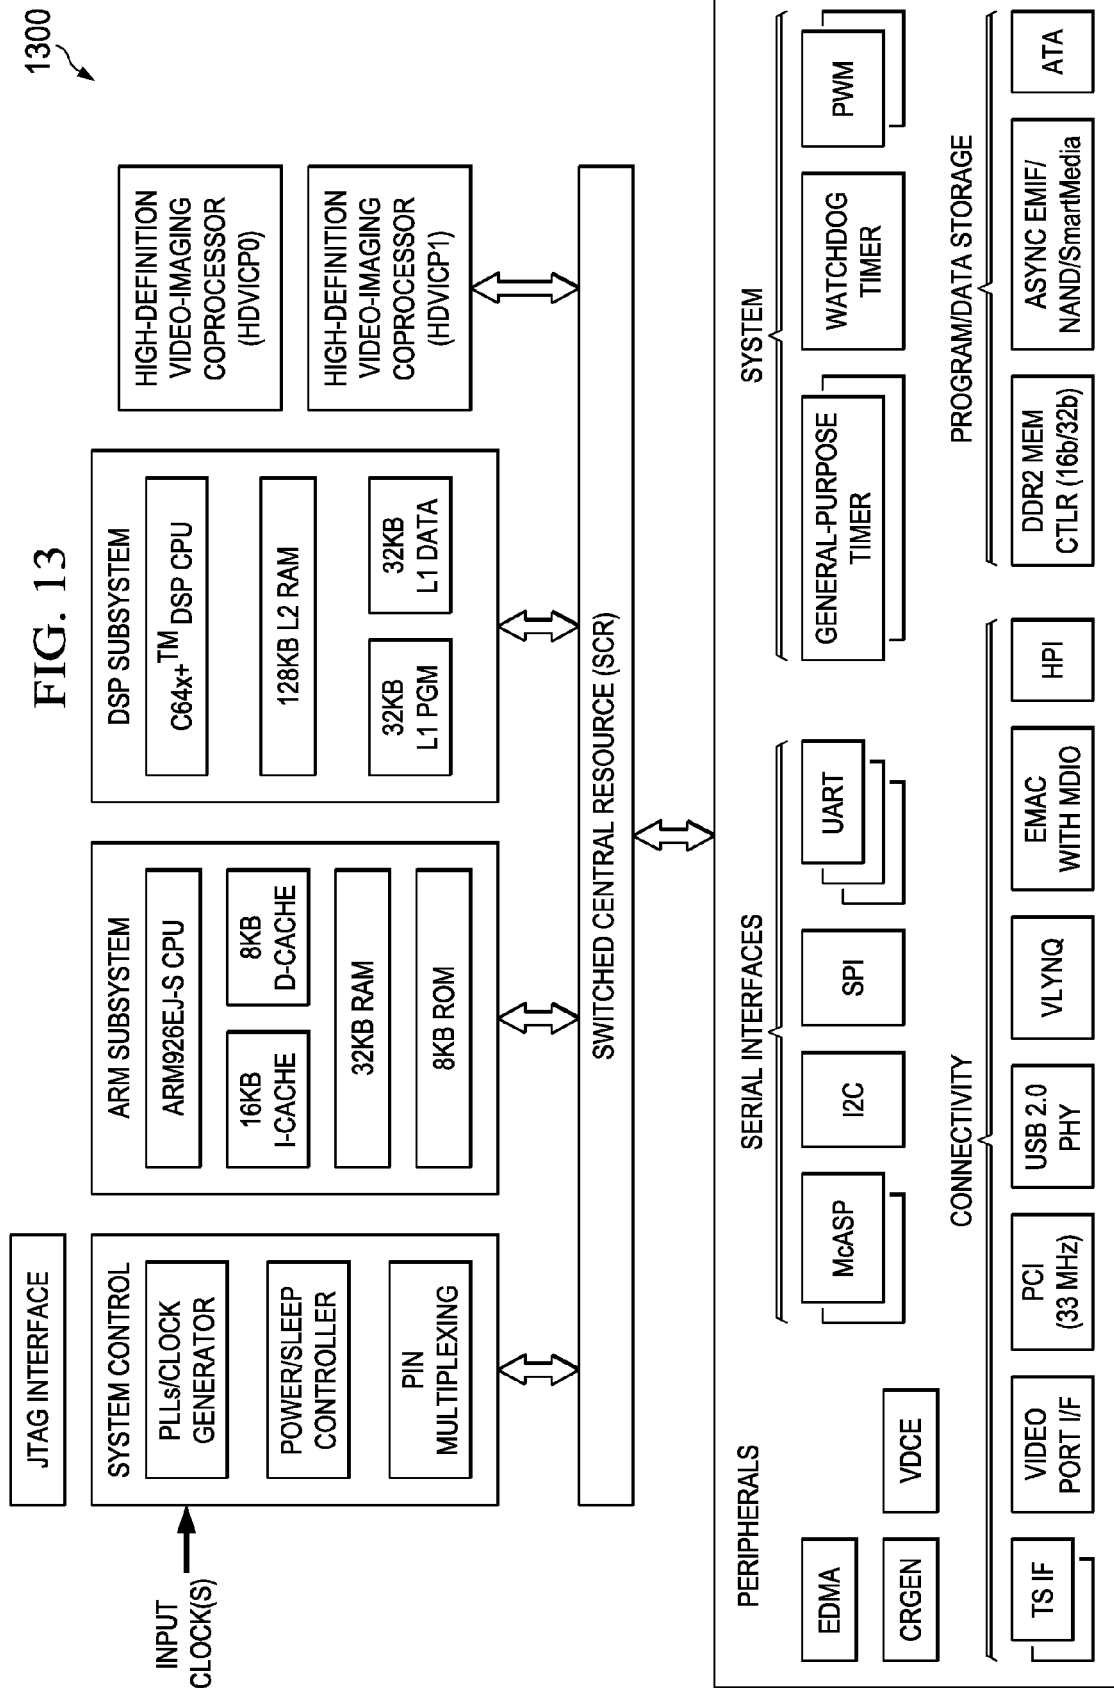 FIG. 13
1300
JTAG INTERFACE
SYSTEM CONTROL
INPUT
CLOCK(S)
PLLs/CLOCK
GENERATOR
POWER/SLEEP
CONTROLLER
PIN
MULTIPLEXING
ARM SUBSYSTEM
ARM926EJ-S CPU
16KB
I-CACHE
8KB
D-CACHE
32KB RAM
8KB ROM
DSP SUBSYSTEM
C64x+™ DSP CPU
128KB L2 RAM
32KB
L1 PGM
32KB
L1 DATA
HIGH-DEFINITION
VIDEO-IMAGING
COPROCESSOR
(HDVICP0)
HIGH-DEFINITION
VIDEO-IMAGING
COPROCESSOR
(HDVICP1)
SWITCHED CENTRAL RESOURCE (SCR)
PERIPHERALS
EDMA
CRGEN
VDCE
SERIAL INTERFACES
McASP
I2C
SPI
UART
SYSTEM
GENERAL-PURPOSE
TIMER
WATCHDOG
TIMER
PWM
CONNECTIVITY
TS IF
VIDEO
PORT I/F
PCI
(33 MHz)
USB 2.0
PHY
VLYNQ
EMAC
WITH MDIO
HPI
PROGRAM/DATA STORAGE
DDR2 MEM
CTLR (16b/32b)
ASYNC EMIF/
NAND/SmartMedia
ATA